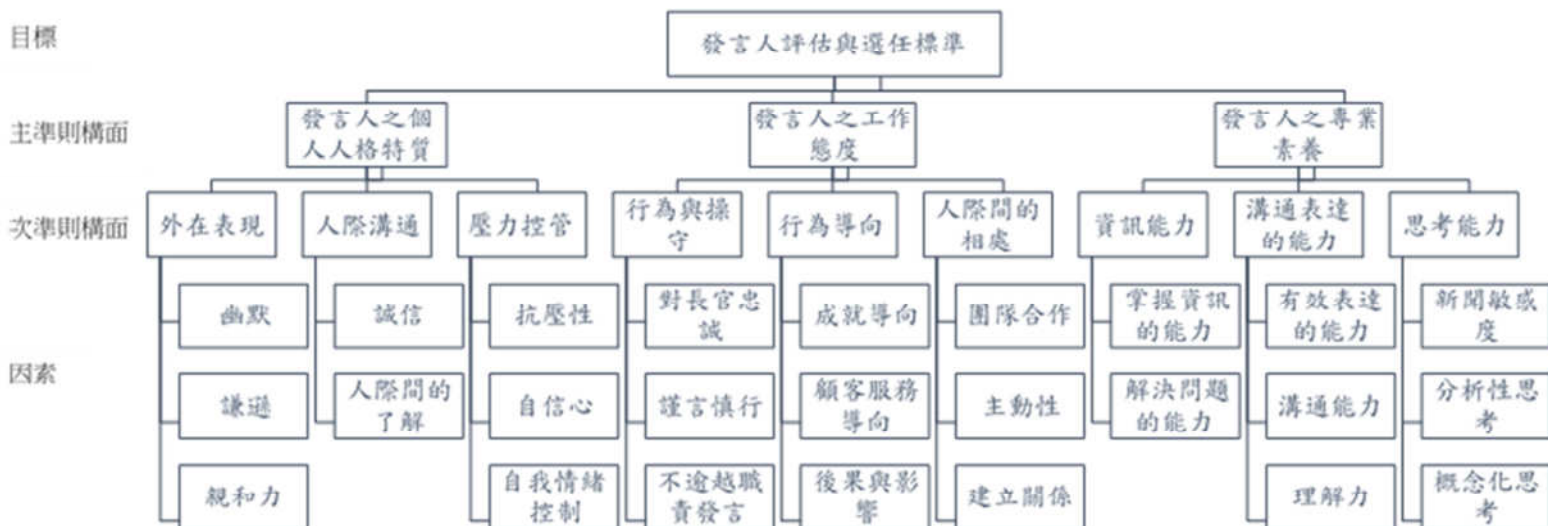 目標
發言人評估與選任標準
主準則構面
發言人之個
人人格特質
發言人之工作
態度
發言人之專業
素養
次準則構面
外在表現
人際溝通
壓力控管
行為與操
守
行為導向
人際間的
相處
資訊能力
溝通表達
的能力
思考能力
因素
幽默
誠信
抗壓性
對長官忠
誠
成就導向
團隊合作
掌握資訊
的能力
有效表達
的能力
新聞敏感
度
謙遜
人際間的
了解
自信心
謹言慎行
顧客服務
導向
主動性
解決問題
的能力
溝通能力
分析性思
考
親和力
自我情緒
控制
不逾越職
責發言
後果與影
響
建立關係
理解力
概念化思
考